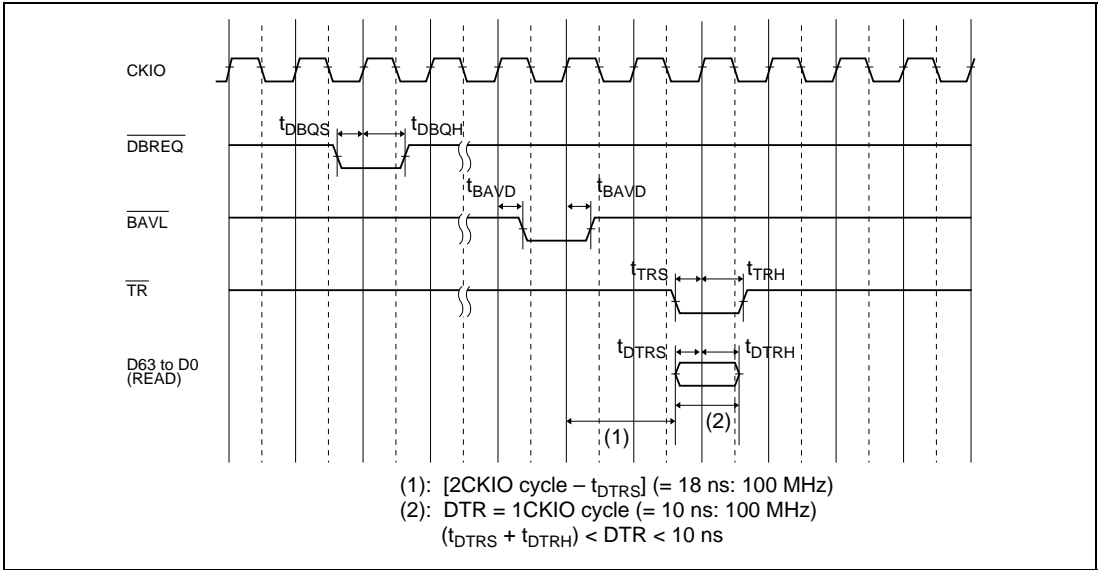 CKIO
tDBQS tDBQH
DBREQ
tBAVD tBAVD
BAVL
tTRS tTRH
TR
tDTRS tDTRH
D63 to D0
(READ)
(1) (2)
(1): [2CKIO cycle – tDTRS] (= 18 ns: 100 MHz)
(2): DTR = 1CKIO cycle (= 10 ns: 100 MHz)
(tDTRS + tDTRH) < DTR < 10 ns